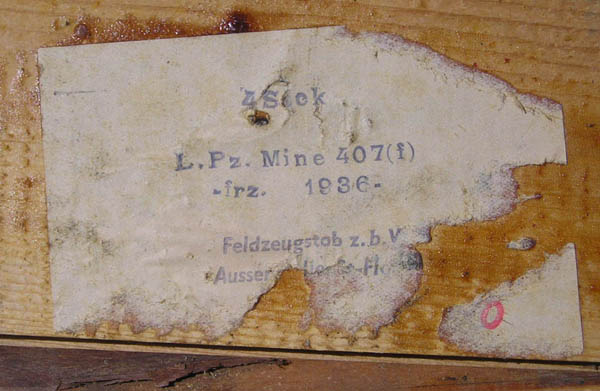 4 Stck
L.Pz. Mine 407(f)
-frz. 1936-
Feldzeugstab z.b.V
O